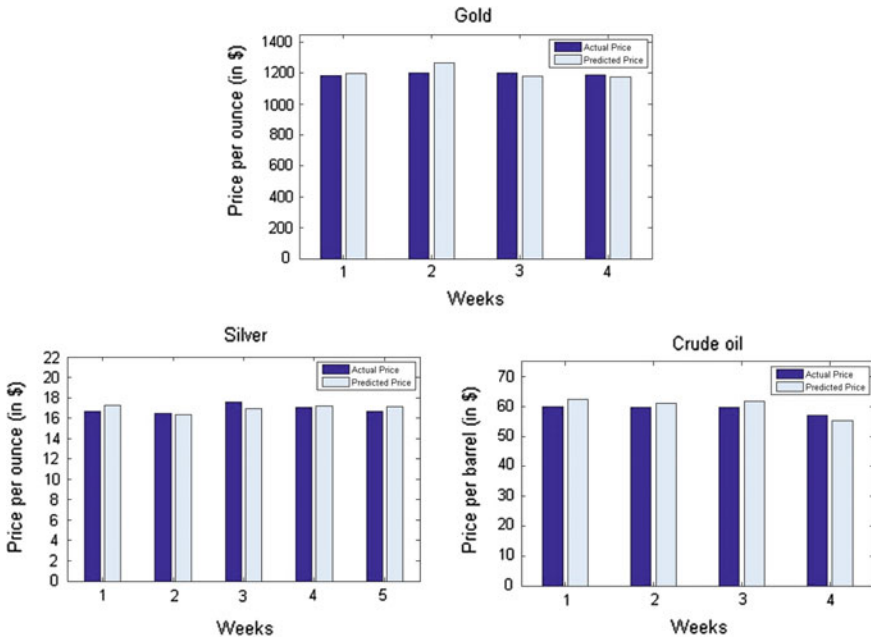 Gold
Price per ounce (in $)
1400
1200
1000
800
600
400
200
0
Actual Price
Predicted Price
1 2 3 4
Weeks
Silver
Price per ounce (in $)
22
20
18
16
14
12
10
8
6
4
2
0
Actual Price
Predicted Price
1 2 3 4 5
Weeks
Crude oil
Price per barrel (in $)
70
60
50
40
30
20
10
0
Actual Price
Predicted Price
1 2 3 4
Weeks